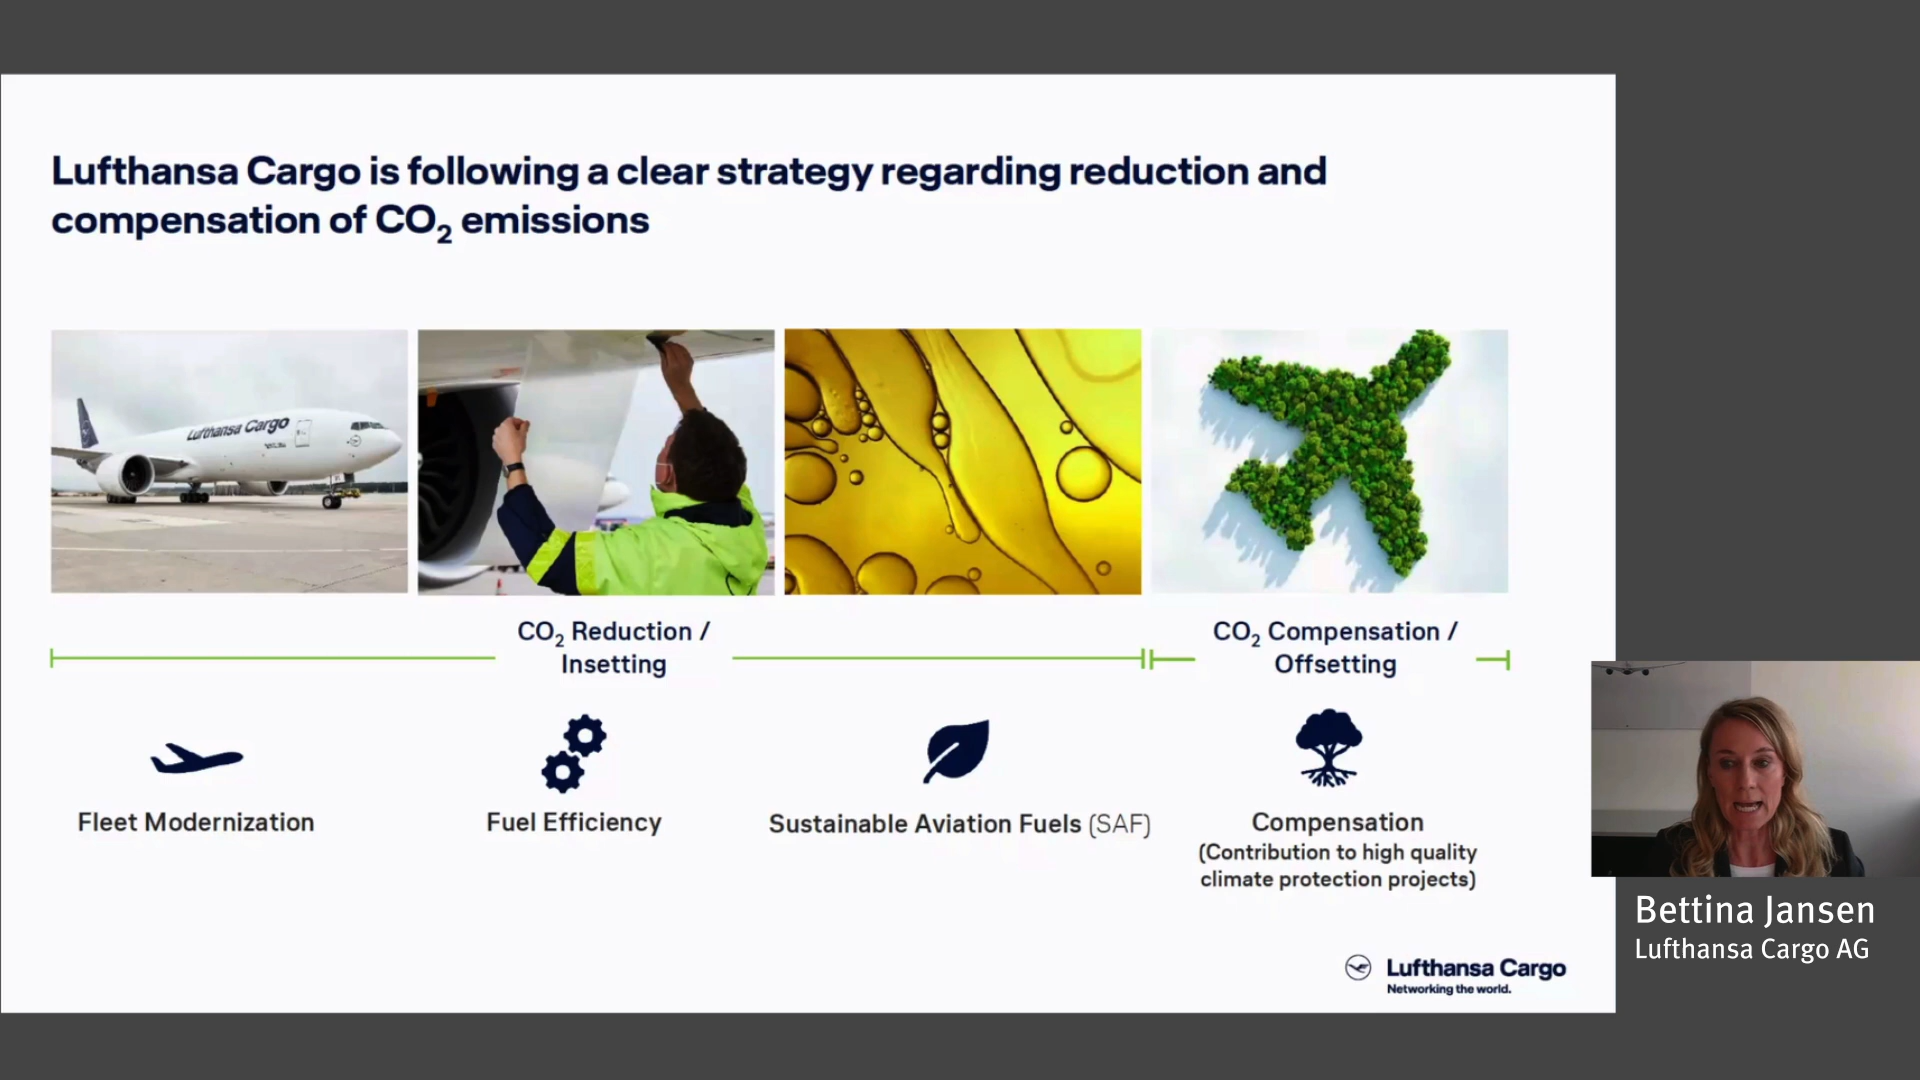 Lufthansa Cargo is following a clear strategy regarding reduction and
compensation of CO₂ emissions
Lufthansa Cargo
CO₂ Reduction /
Insetting
CO₂ Compensation /
Offsetting
Fleet Modernization
Fuel Efficiency
Sustainable Aviation Fuels (SAF)
Compensation
(Contribution to high quality
climate protection projects)
Lufthansa Cargo
Networking the world.
Bettina Jansen
Lufthansa Cargo AG